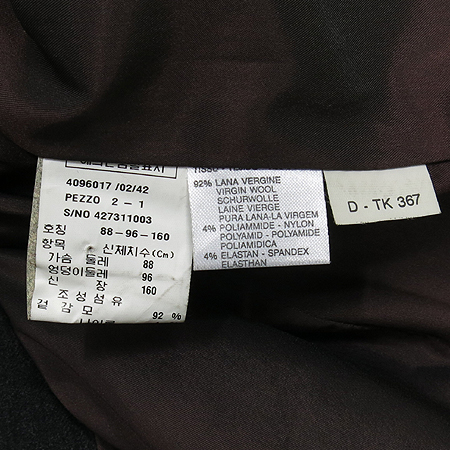 4096017 /02/42
PEZZO 2 - 1
S/NO 427311003
호칭 88-96-160
항목 · 신체치수(Cm)
가슴 둘레 88
엉덩이둘레 96
신 장 160
조성섬유
겉감모 92 %
92% LANA VERGINE
VIRGIN WOOL
SCHURWOLLE
LAINE VIERGE
PURA LANA-LA VIRGEM
4% POLIAMMIDE - NYLON
POLYAMID - POLYAMIDE
POLIAMIDICA
4% ELASTAN - SPANDEX
ELASTHAN
D - TK 367